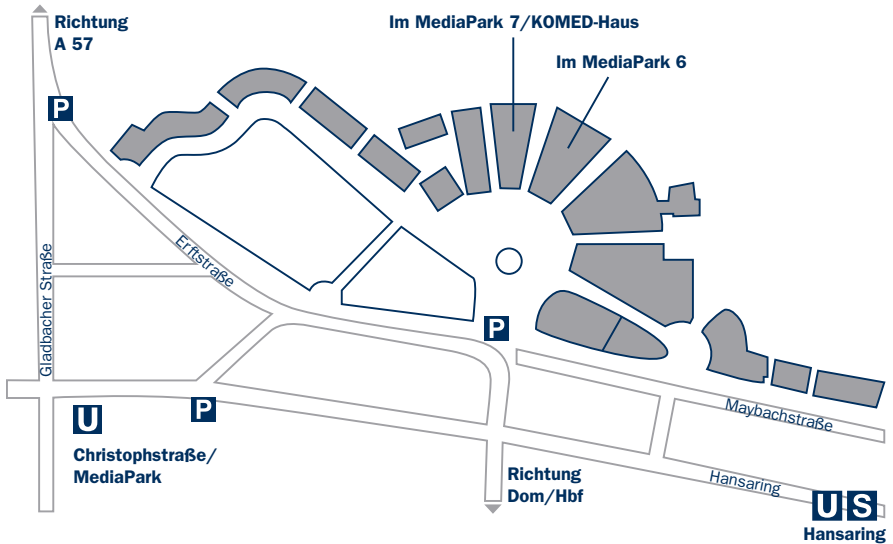 Richtung
A 57
Im MediaPark 7/KOMED-Haus
Im MediaPark 6
P
Erftstraße
Gladbacher Straße
P
P
U
Christophstraße/
MediaPark
Maybachstraße
Richtung
Dom/Hbf
Hansaring
U S
Hansaring